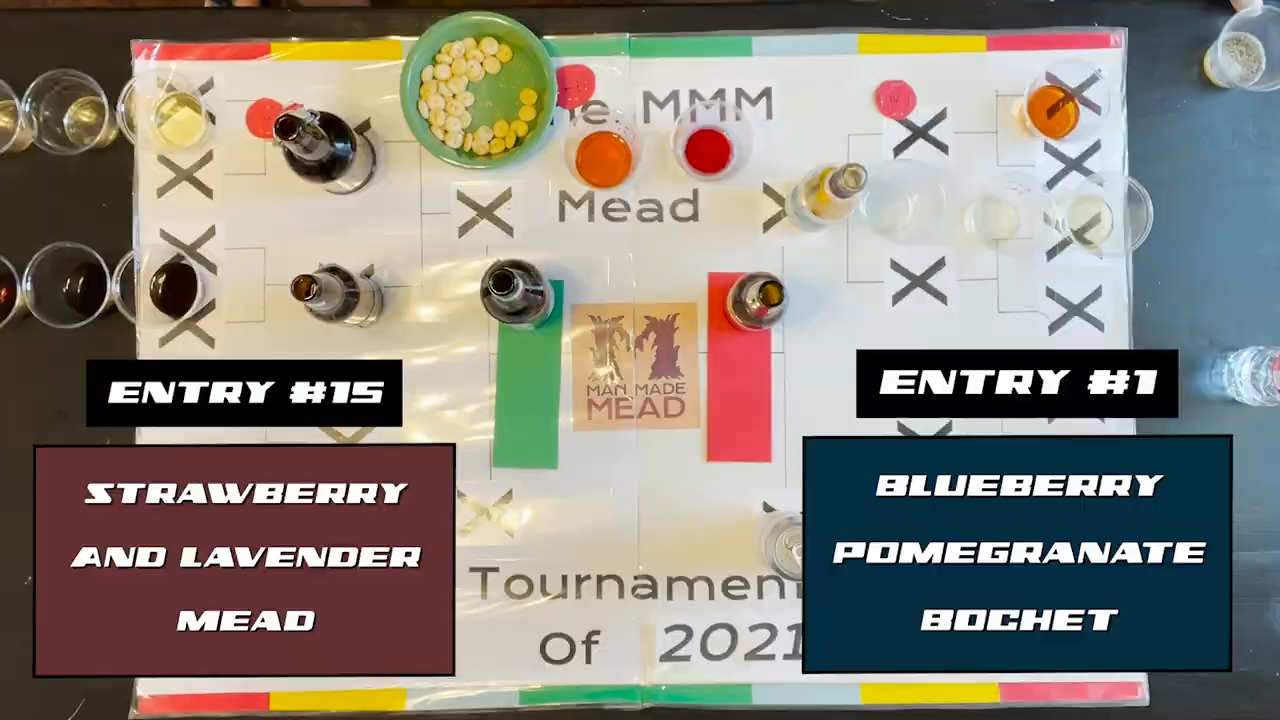 The MMM
Mead
MAN MADE
MEAD
ENTRY #15
STRAWBERRY
AND LAVENDER
MEAD
ENTRY #1
BLUEBERRY
POMEGRANATE
BOCHET
Tournamen
Of 2021